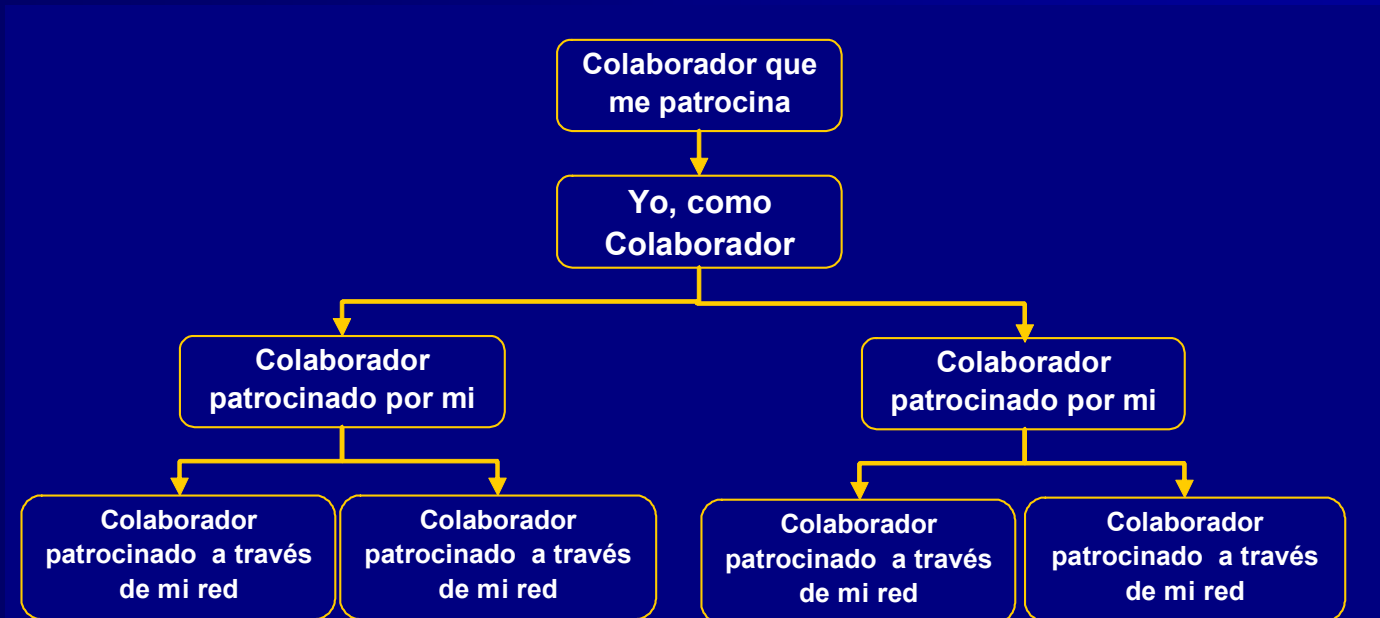 Colaborador que
me patrocina
Yo, como
Colaborador
Colaborador
patrocinado por mi
Colaborador
patrocinado por mi
Colaborador
patrocinado a través
de mi red
Colaborador
patrocinado a través
de mi red
Colaborador
patrocinado a través
de mi red
Colaborador
patrocinado a través
de mi red